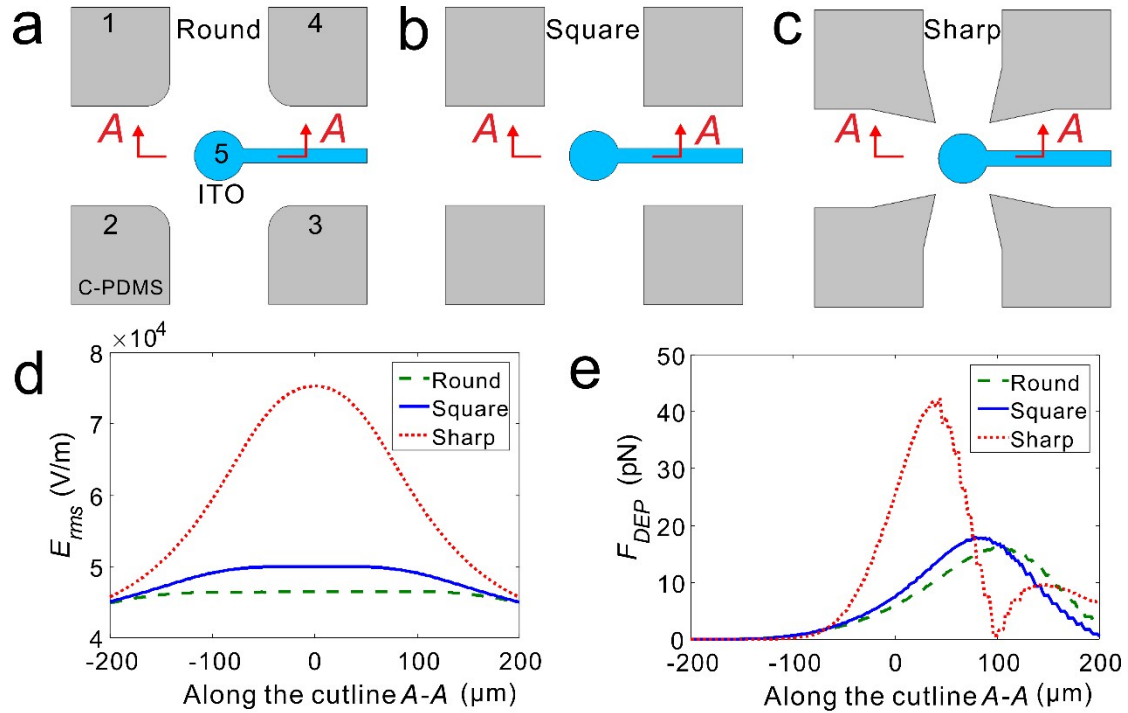 a
1
Round
4
A
A
5
ITO
2
3
C-PDMS
b
Square
A
A
c
Sharp
A
A
d
×10⁴
8
7
6
5
4
E_rms (V/m)
Round
Square
Sharp
-200 -100 0 100 200
Along the cutline A-A (µm)
e
50
40
30
20
10
0
F_DEP (pN)
Round
Square
Sharp
-200 -100 0 100 200
Along the cutline A-A (µm)